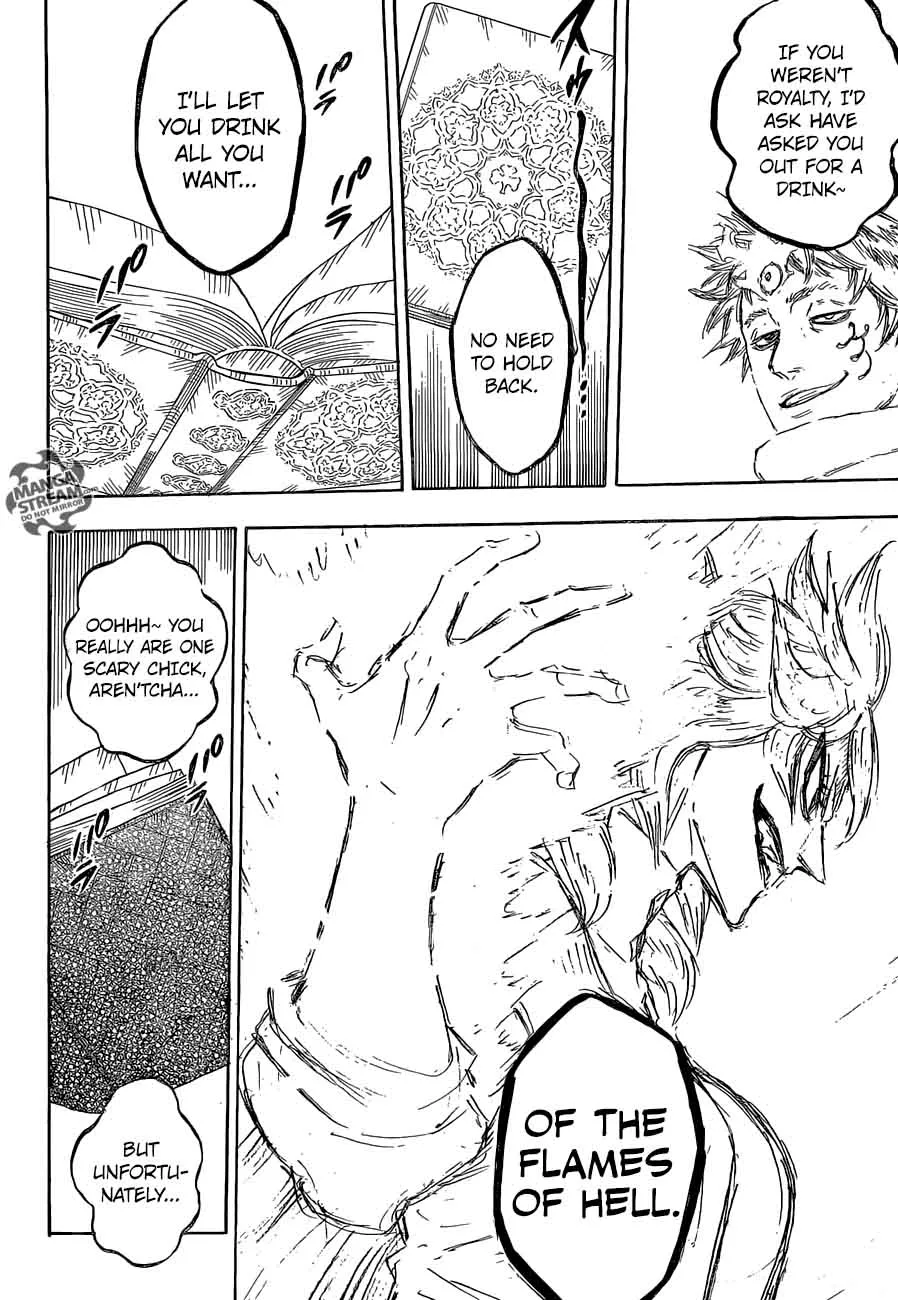 IF YOU
WEREN'T
ROYALTY, I'D
ASK HAVE
ASKED YOU
OUT FOR A
DRINK~
NO NEED
TO HOLD
BACK.
I'LL LET
YOU DRINK
ALL YOU
WANT...
OF THE
FLAMES
OF HELL.
OOHHH~ YOU
REALLY ARE ONE
SCARY CHICK,
AREN'TCHA...
BUT
UNFORTU-
NATELY...
MANGA
STREAM.com
DO NOT MIRROR